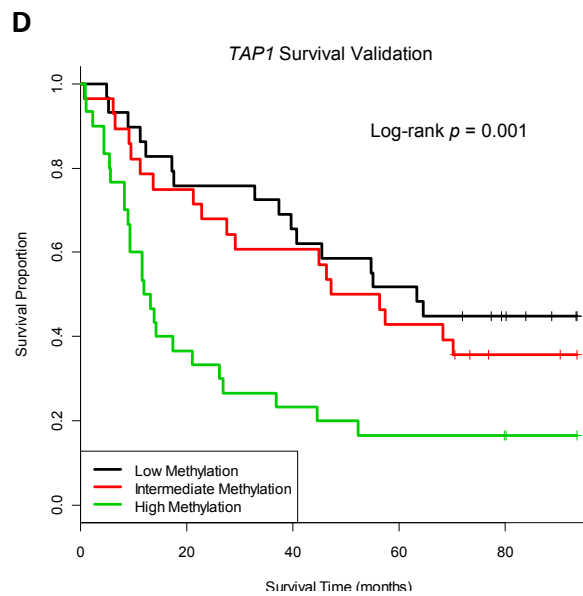 D
TAP1 Survival Validation
Log-rank p = 0.001
Survival Proportion
1.0
0.8
0.6
0.4
0.2
0.0
Low Methylation
Intermediate Methylation
High Methylation
0 20 40 60 80
Survival Time (months)